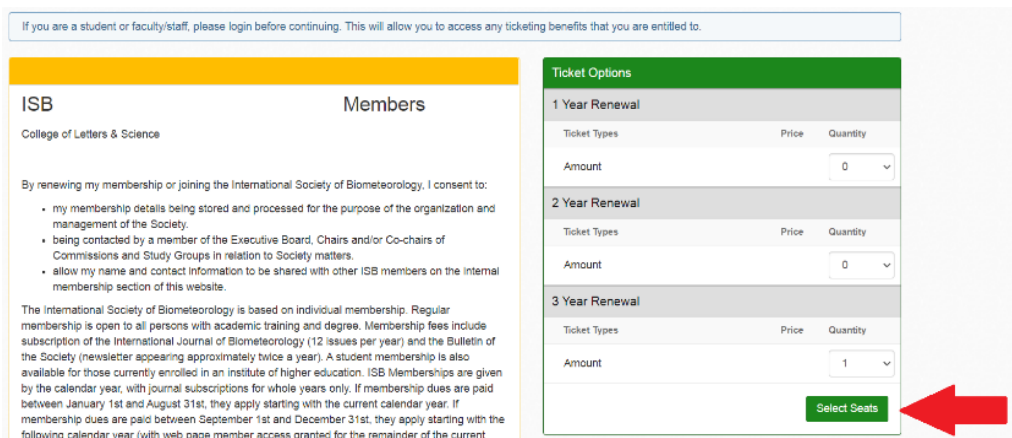 If you are a student or faculty/staff, please login before continuing. This will allow you to access any ticketing benefits that you are entitled to.
ISB Members
College of Letters & Science
By renewing my membership or joining the International Society of Biometeorology, I consent to:
• my membership details being stored and processed for the purpose of the organization and
management of the Society.
• being contacted by a member of the Executive Board, Chairs and/or Co-chairs of
Commissions and Study Groups in relation to Society matters.
• allow my name and contact information to be shared with other ISB members on the internal
membership section of this website.
The International Society of Biometeorology is based on individual membership. Regular
membership is open to all persons with academic training and degree. Membership fees include
subscription of the International Journal of Biometeorology (12 issues per year) and the Bulletin of
the Society (newsletter appearing approximately twice a year). A student membership is also
available for those currently enrolled in an institute of higher education. ISB Memberships are given
by the calendar year, with journal subscriptions for whole years only. If membership dues are paid
between January 1st and August 31st, they apply starting with the current calendar year. If
membership dues are paid between September 1st and December 31st, they apply starting with the
following calendar year (with web page member access granted for the remainder of the current
Ticket Options
1 Year Renewal
Ticket Types Price Quantity
Amount 0
2 Year Renewal
Ticket Types Price Quantity
Amount 0
3 Year Renewal
Ticket Types Price Quantity
Amount 1
Select Seats